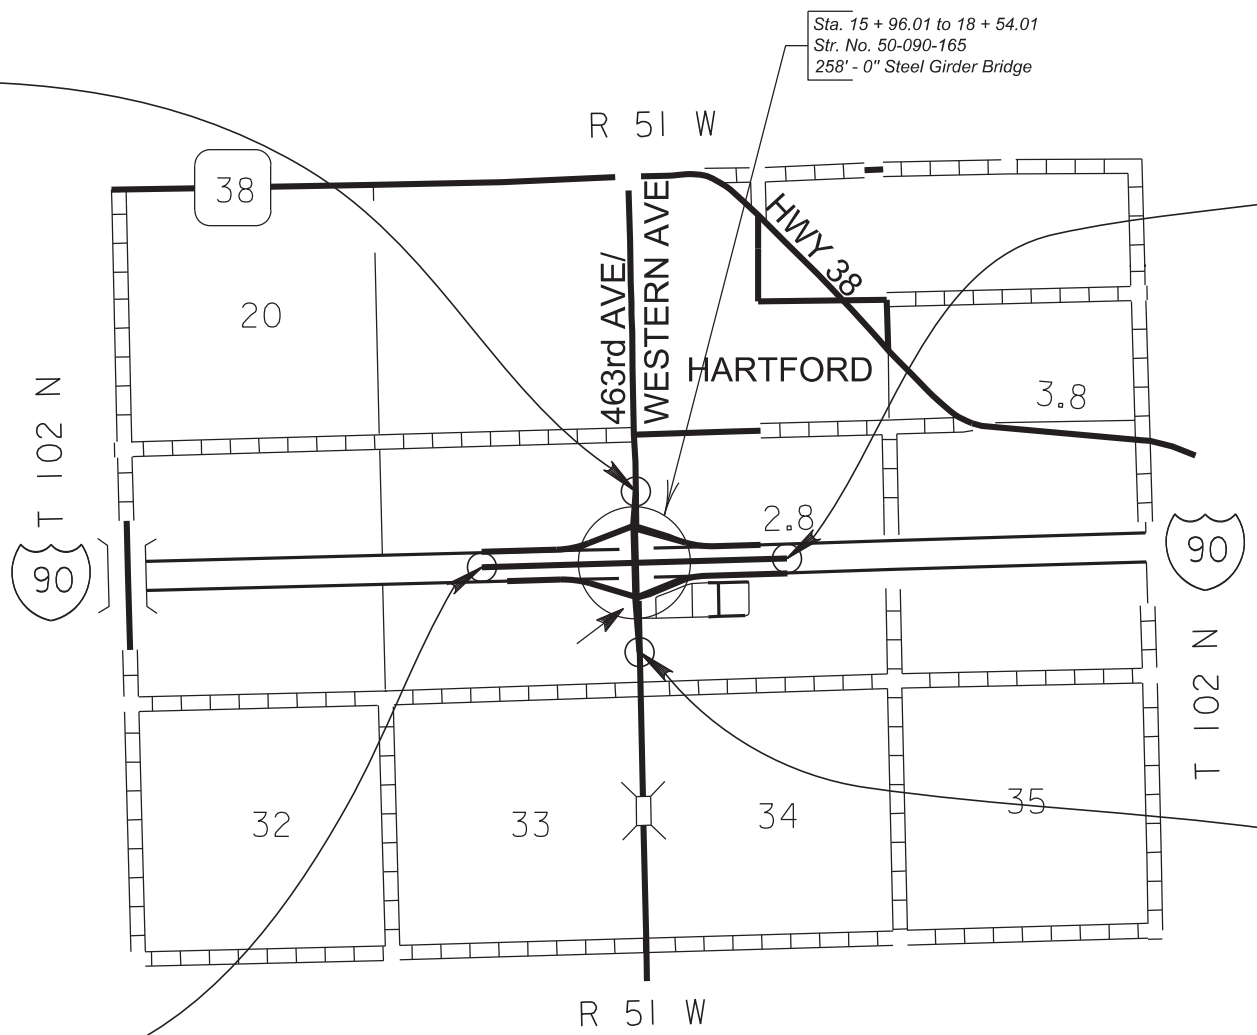 Sta. 15 + 96.01 to 18 + 54.01
Str. No. 50-090-165
258' - 0" Steel Girder Bridge
R 51 W
38
HWY 38
463rd AVE/
WESTERN AVE
20
HARTFORD
3.8
T 102 N
2.8
90
90
T 102 N
32
33
34
35
R 51 W